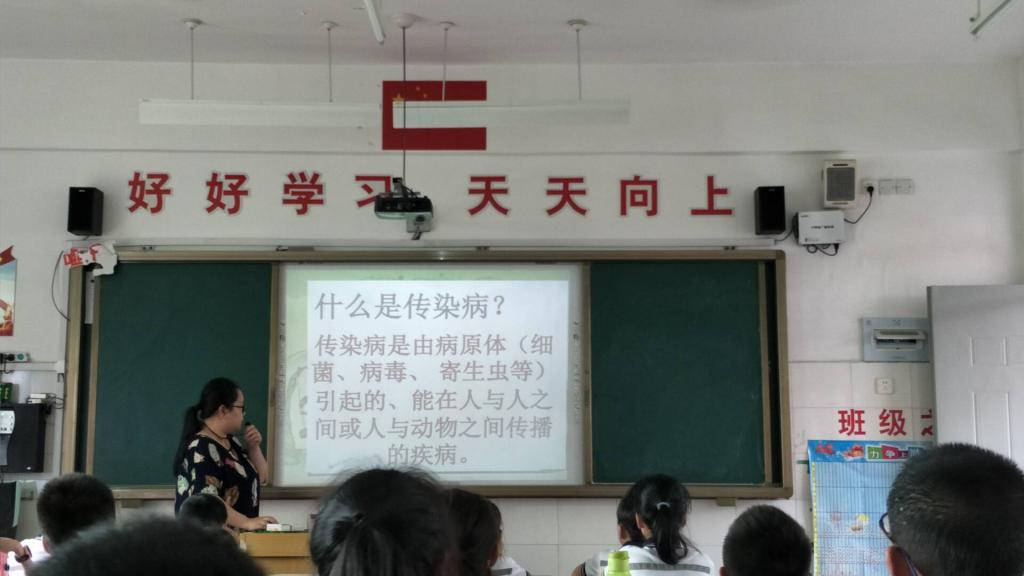 好好学习 天天向上
什么是传染病？
传染病是由病原体（细
菌、病毒、 寄生虫等）
引起的、能在人与人之
间或人与动物之间传播
的疾病。
班级